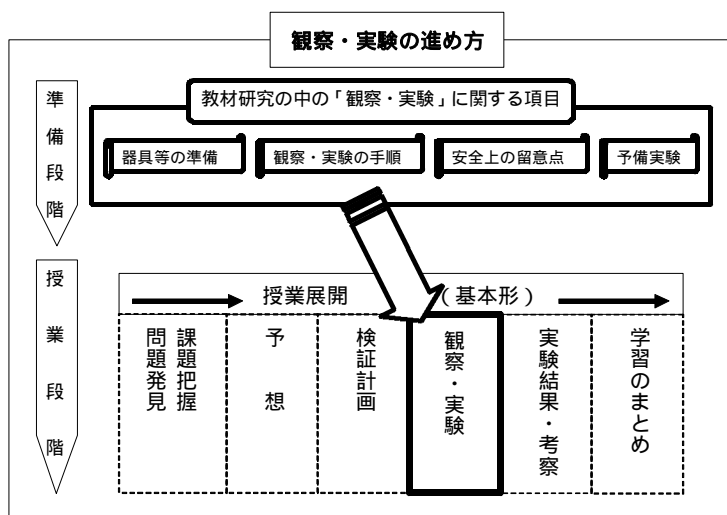 観察・実験の進め方
準備段階
教材研究の中の「観察・実験」に関する項目
器具等の準備
観察・実験の手順
安全上の留意点
予備実験
授業段階
授業展開
(基本形)
課題把握
問題発見
予想
検証計画
観察・実験
実験結果・考察
学習のまとめ